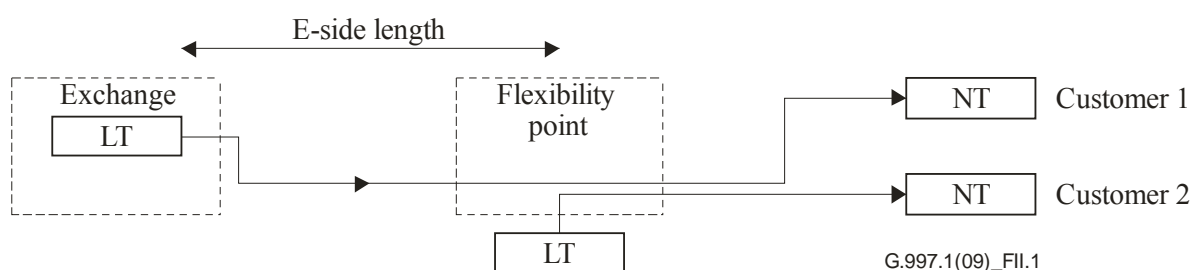 E-side length
Exchange
LT
Flexibility
point
NT
Customer 1
NT
Customer 2
LT
G.997.1(09)_FII.1